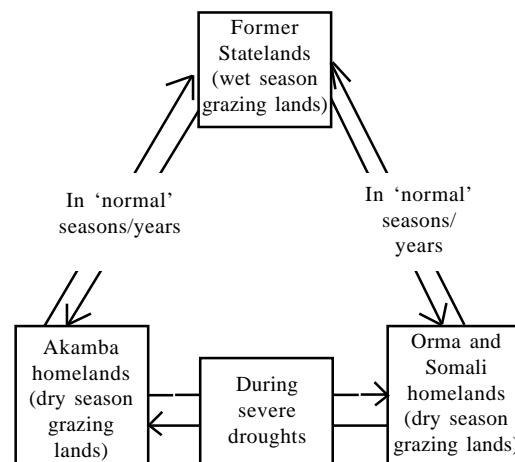 Former
Statelands
(wet season
grazing lands)
In ‘normal’
seasons/years
In ‘normal’
seasons/
years
Akamba
homelands
(dry season
grazing
lands)
During
severe
droughts
Orma and
Somali
homelands
(dry season
grazing lands)